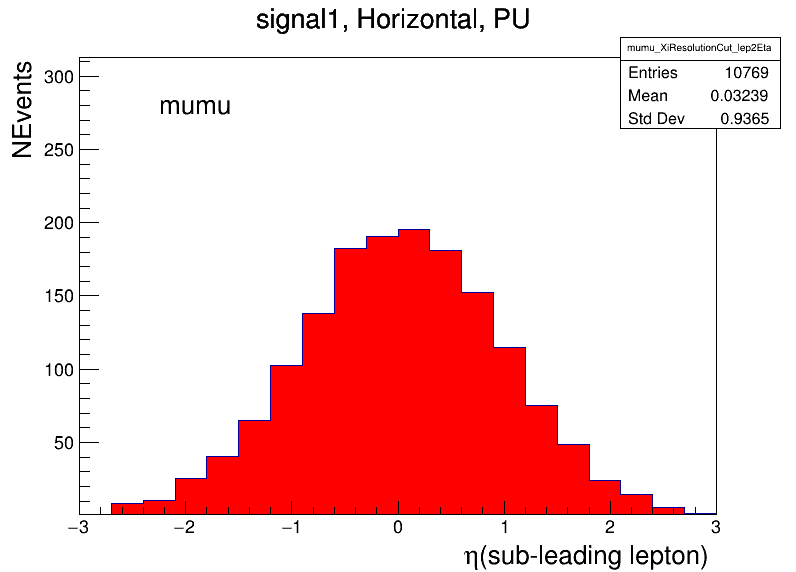 signal1, Horizontal, PU
mumu_XiResolutionCut_lep2Eta
Entries 10769
Mean 0.03239
Std Dev 0.9365
NEvents
mumu
300
250
200
150
100
50
−3 −2 −1 0 1 2 3
η(sub-leading lepton)